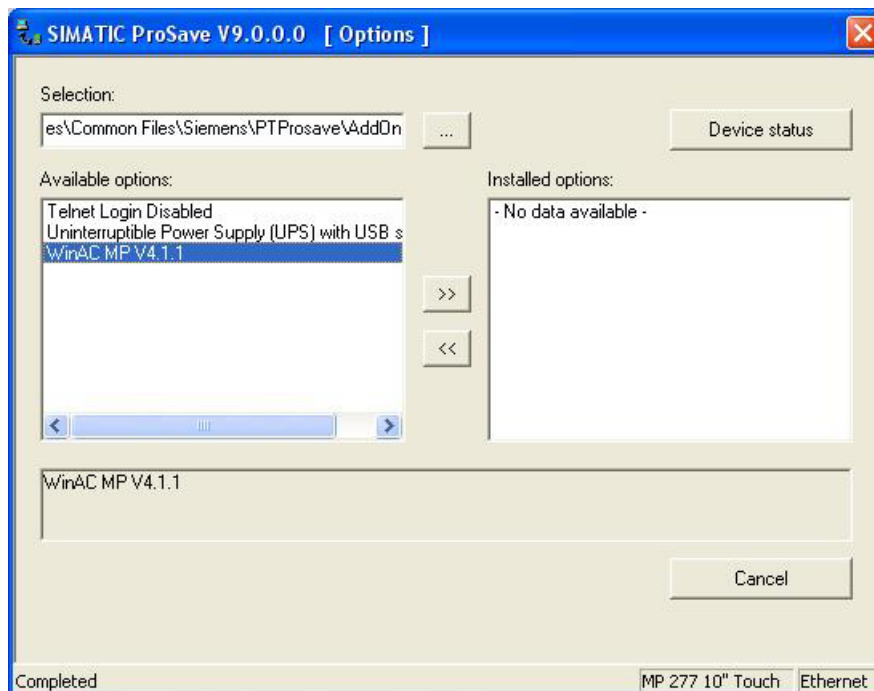 SIMATIC ProSave V9.0.0.0 [ Options ]
Selection:
es\Common Files\Siemens\PTProsave\AddOn
...
Device status
Available options:
Installed options:
Telnet Login Disabled
Uninterruptible Power Supply (UPS) with USB s
WinAC MP V4.1.1
- No data available -
>>
<<
WinAC MP V4.1.1
Cancel
Completed
MP 277 10" Touch
Ethernet